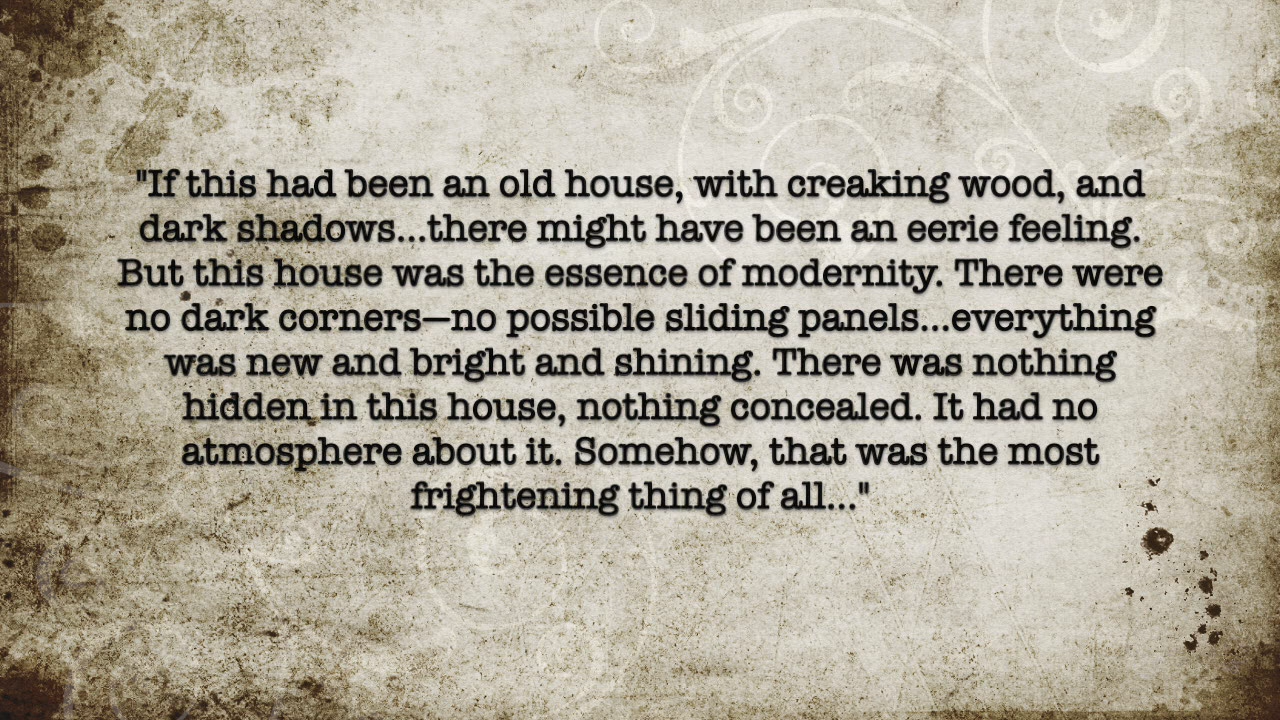 "If this had been an old house, with creaking wood, and
dark shadows...there might have been an eerie feeling.
But this house was the essence of modernity. There were
no dark corners—no possible sliding panels...everything
was new and bright and shining. There was nothing
hidden in this house, nothing concealed. It had no
atmosphere about it. Somehow, that was the most
frightening thing of all..."